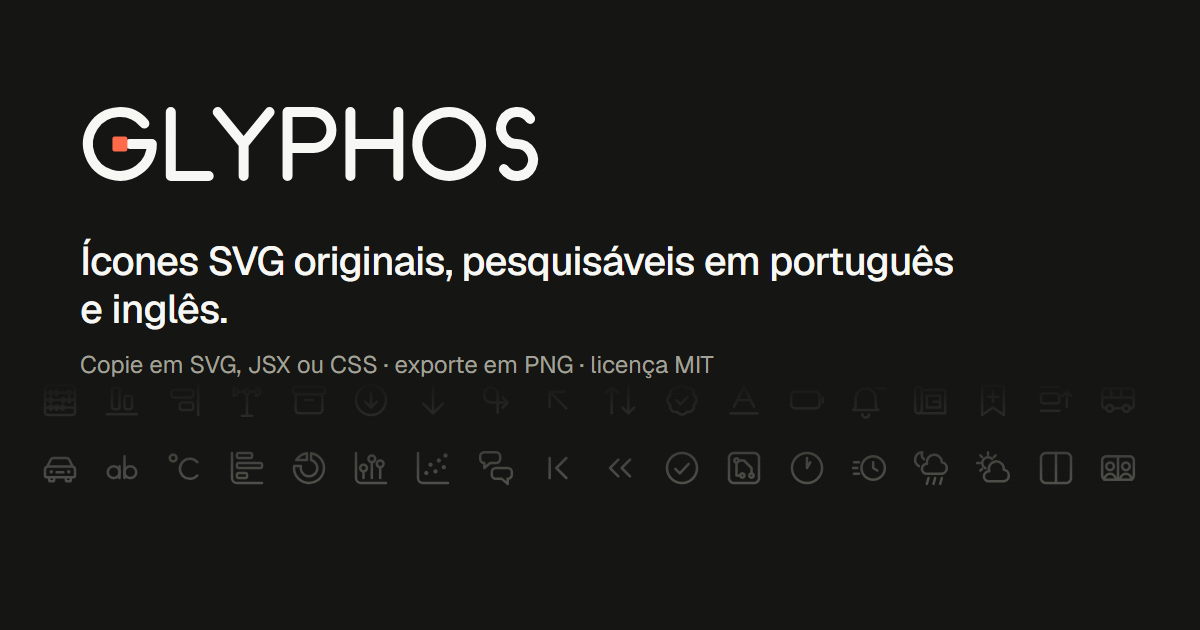 GLYPHOS
Ícones SVG originais, pesquisáveis em português
e inglês.
Copie em SVG, JSX ou CSS · exporte em PNG · licença MIT
ab °C